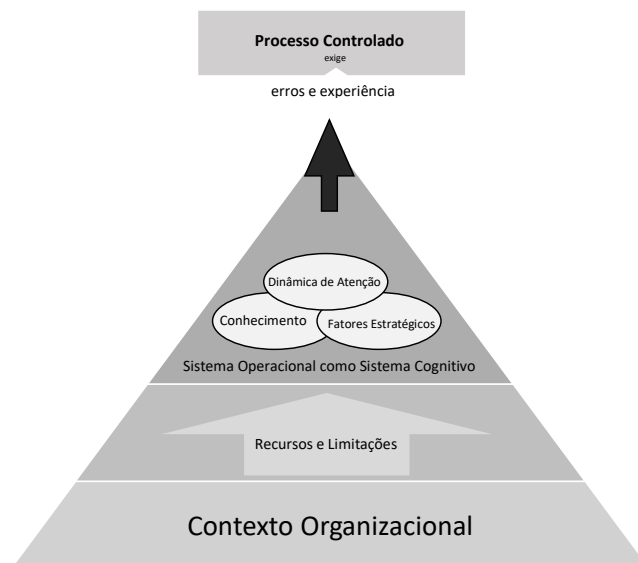 Processo Controlado
exige
erros e experiência
Dinâmica de Atenção
Conhecimento
Fatores Estratégicos
Sistema Operacional como Sistema Cognitivo
Recursos e Limitações
Contexto Organizacional